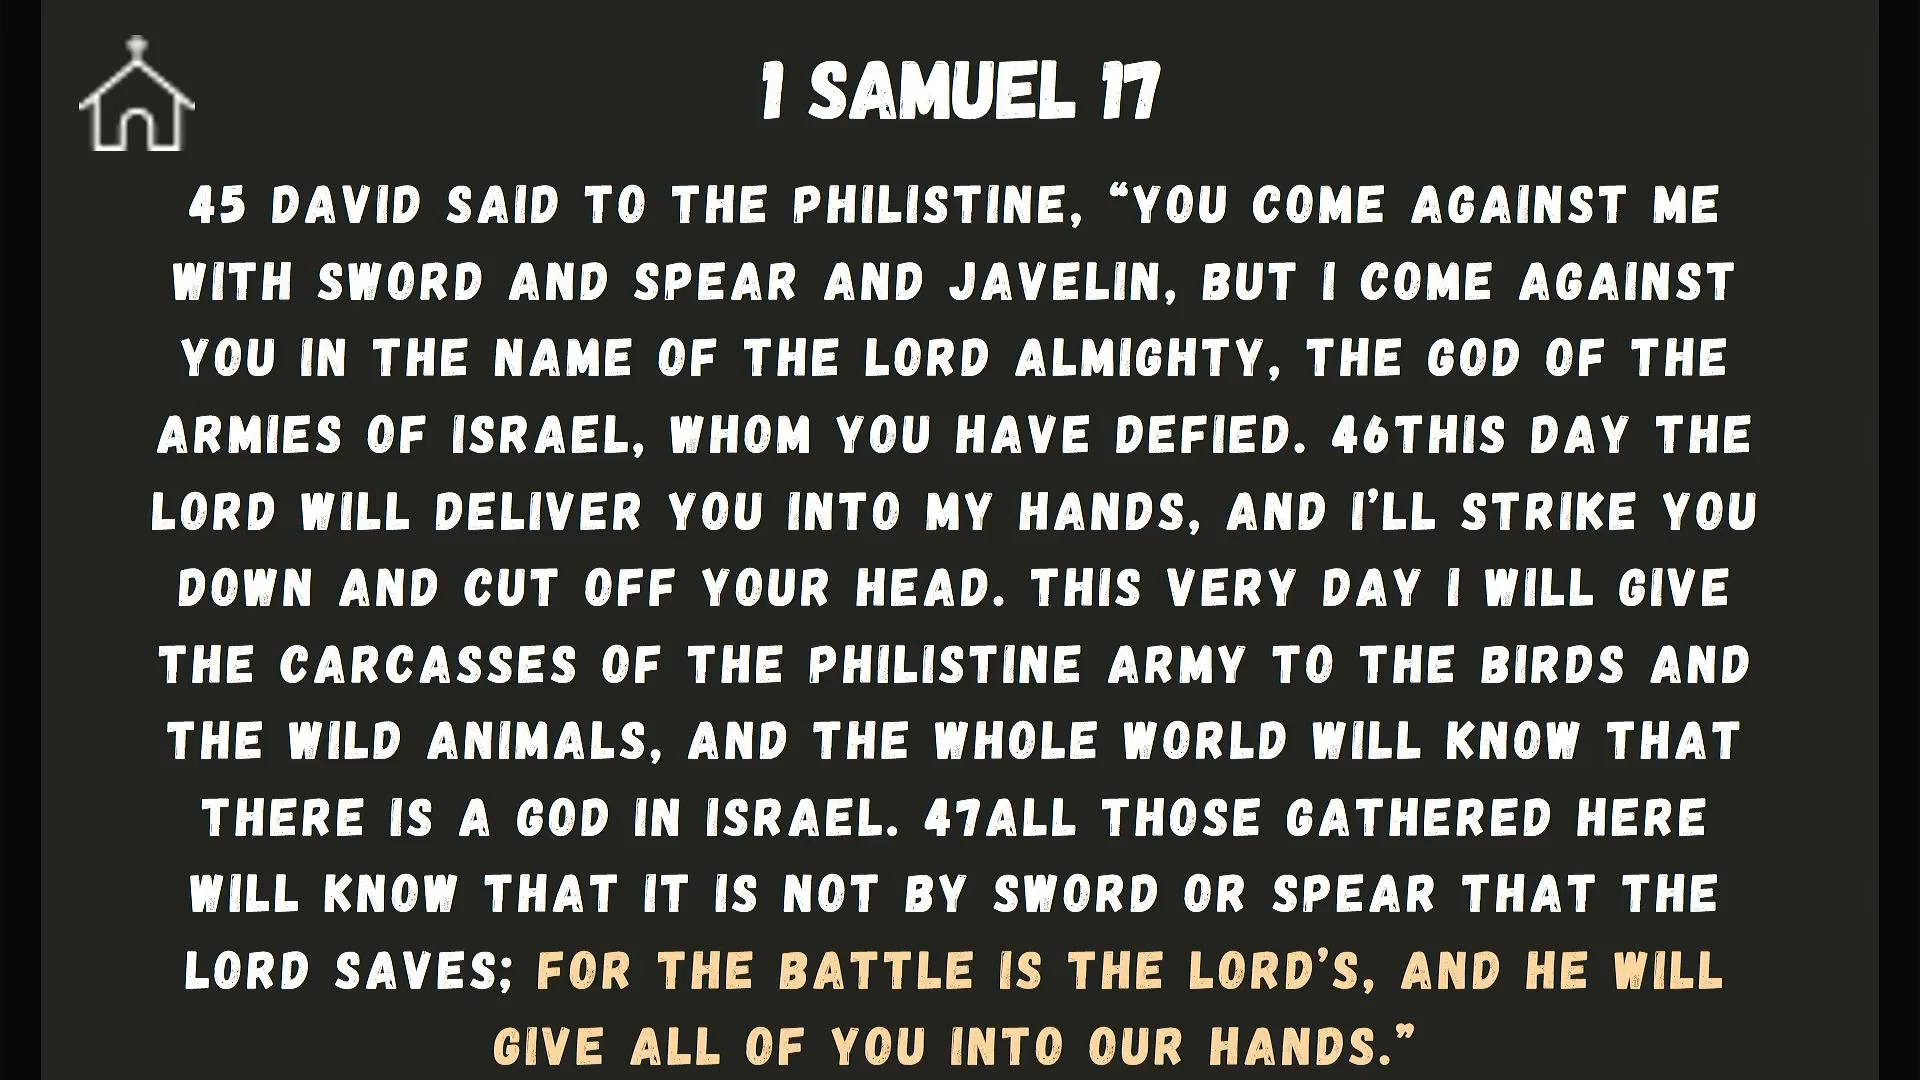 1 SAMUEL 17
45 DAVID SAID TO THE PHILISTINE, “YOU COME AGAINST ME
WITH SWORD AND SPEAR AND JAVELIN, BUT I COME AGAINST
YOU IN THE NAME OF THE LORD ALMIGHTY, THE GOD OF THE
ARMIES OF ISRAEL, WHOM YOU HAVE DEFIED. 46THIS DAY THE
LORD WILL DELIVER YOU INTO MY HANDS, AND I’LL STRIKE YOU
DOWN AND CUT OFF YOUR HEAD. THIS VERY DAY I WILL GIVE
THE CARCASSES OF THE PHILISTINE ARMY TO THE BIRDS AND
THE WILD ANIMALS, AND THE WHOLE WORLD WILL KNOW THAT
THERE IS A GOD IN ISRAEL. 47ALL THOSE GATHERED HERE
WILL KNOW THAT IT IS NOT BY SWORD OR SPEAR THAT THE
LORD SAVES; FOR THE BATTLE IS THE LORD’S, AND HE WILL
GIVE ALL OF YOU INTO OUR HANDS.”